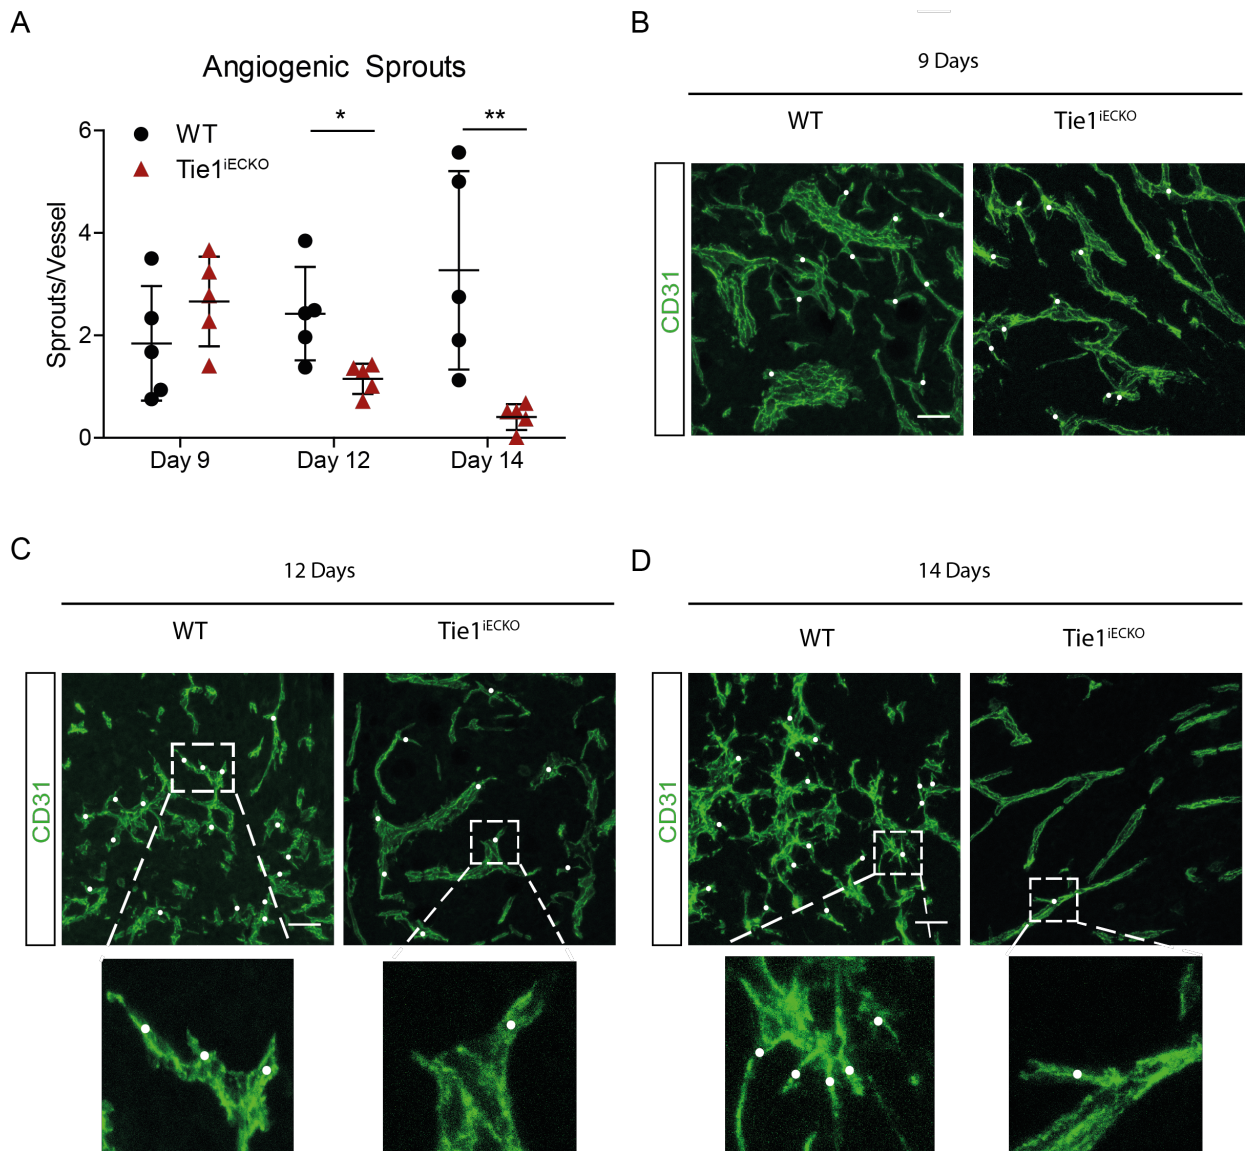 A
Angiogenic Sprouts
Sprouts/Vessel
6
4
2
0
WT
Tie1iECKO
*
**
Day 9
Day 12
Day 14
B
9 Days
WT
Tie1iECKO
CD31
C
12 Days
WT
Tie1iECKO
CD31
D
14 Days
WT
Tie1iECKO
CD31